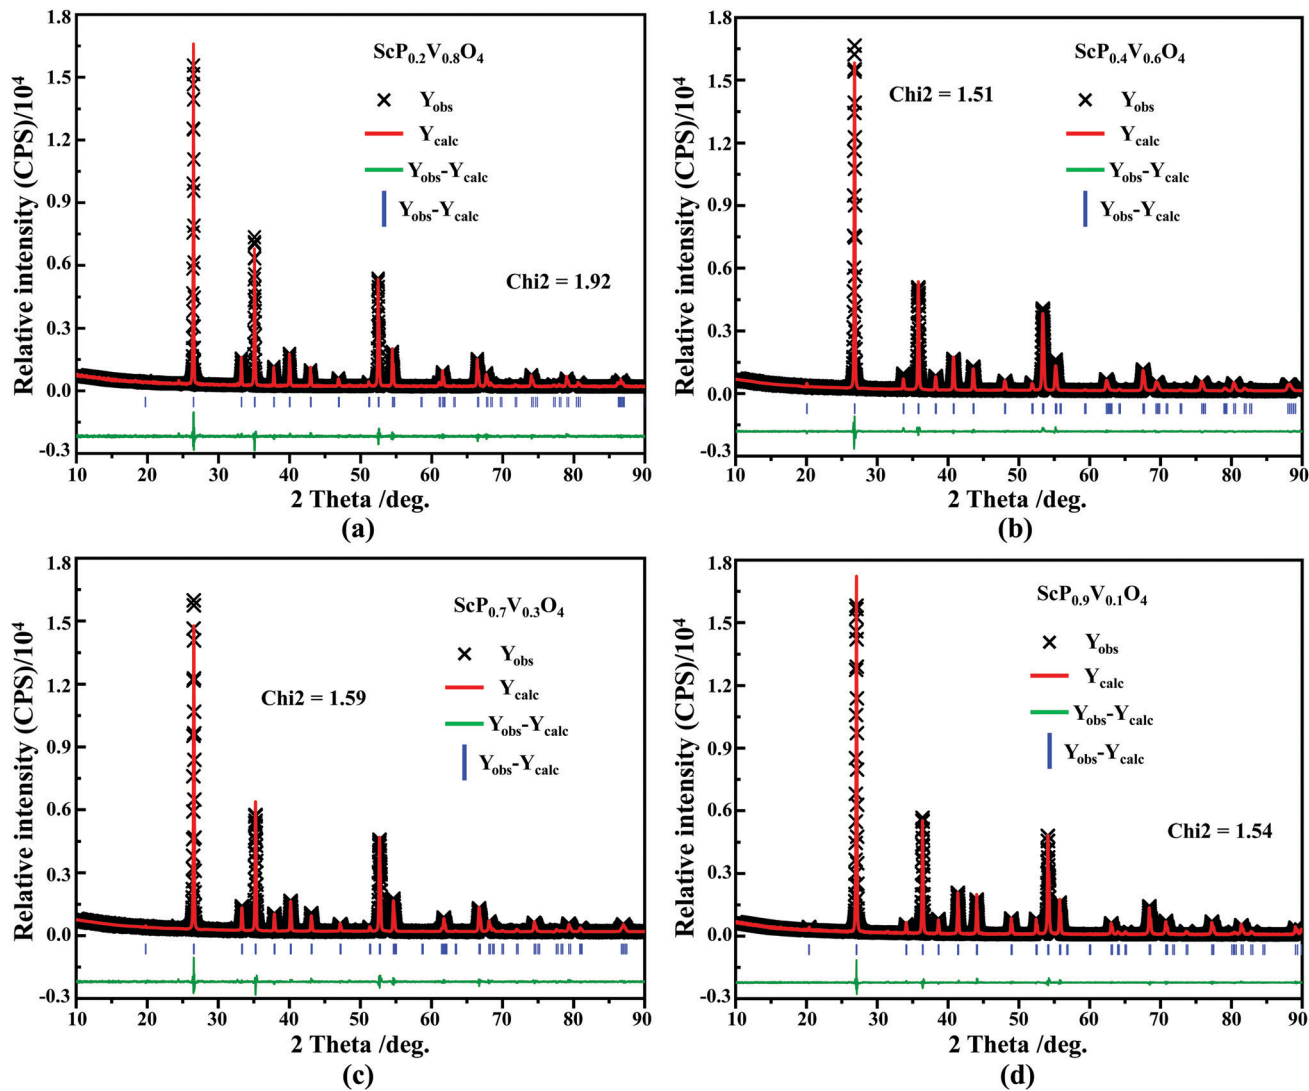 ScP0.2V0.8O4
Yobs
Ycalc
Yobs-Ycalc
Yobs-Ycalc
Chi2 = 1.92
Relative intensity (CPS)/10^4
1.8
1.5
1.2
0.9
0.6
0.3
0.0
-0.3
10 20 30 40 50 60 70 80 90
2 Theta /deg.
(a)
ScP0.4V0.6O4
Chi2 = 1.51
Yobs
Ycalc
Yobs-Ycalc
Yobs-Ycalc
Relative intensity (CPS)/10^4
1.8
1.5
1.2
0.9
0.6
0.3
0.0
-0.3
10 20 30 40 50 60 70 80 90
2 Theta /deg.
(b)
ScP0.7V0.3O4
Yobs
Chi2 = 1.59
Ycalc
Yobs-Ycalc
Yobs-Ycalc
Relative intensity (CPS)/10^4
1.8
1.5
1.2
0.9
0.6
0.3
0.0
-0.3
10 20 30 40 50 60 70 80 90
2 Theta /deg.
(c)
ScP0.9V0.1O4
Yobs
Ycalc
Yobs-Ycalc
Yobs-Ycalc
Chi2 = 1.54
Relative intensity (CPS)/10^4
1.8
1.5
1.2
0.9
0.6
0.3
0.0
-0.3
10 20 30 40 50 60 70 80 90
2 Theta /deg.
(d)